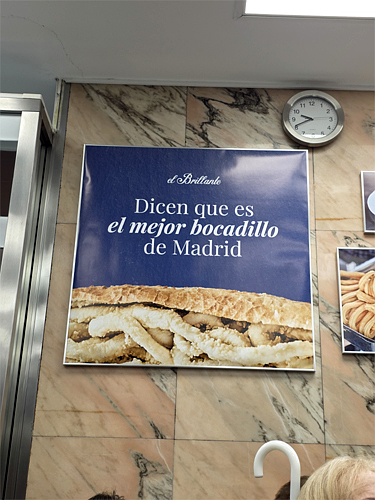 el Brillante
Dicen que es
el mejor bocadillo
de Madrid